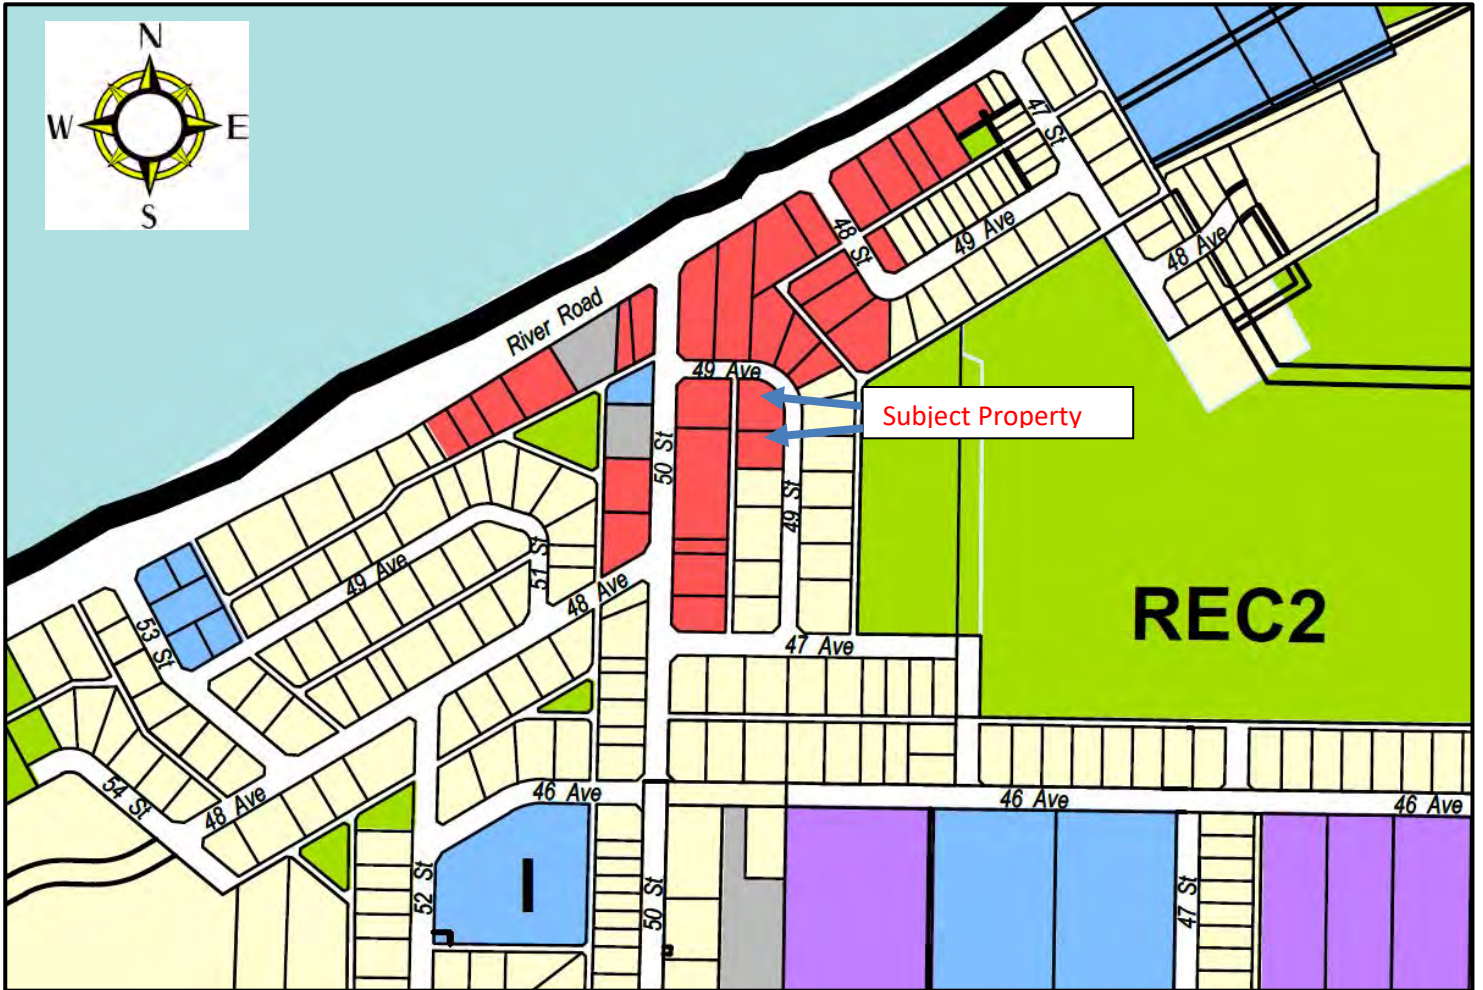 N
W E
S
47 St
48 St
49 Ave
48 Ave
River Road
49 Ave
Subject Property
50 St
49 St
49 Ave
51 St
48 Ave
REC2
53 St
47 Ave
54 St
48 Ave
46 Ave
46 Ave
46 Ave
52 St
I
50 St
47 St